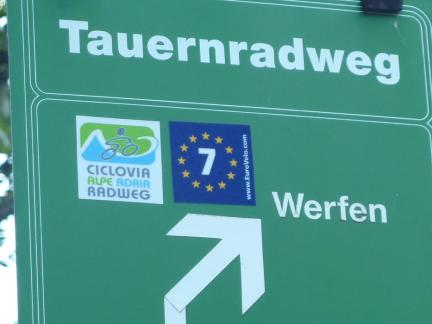 Tauernradweg
CICLOVIA
ALPE ADRIA
RADWEG
7
www.EuroVelo.com
Werfen